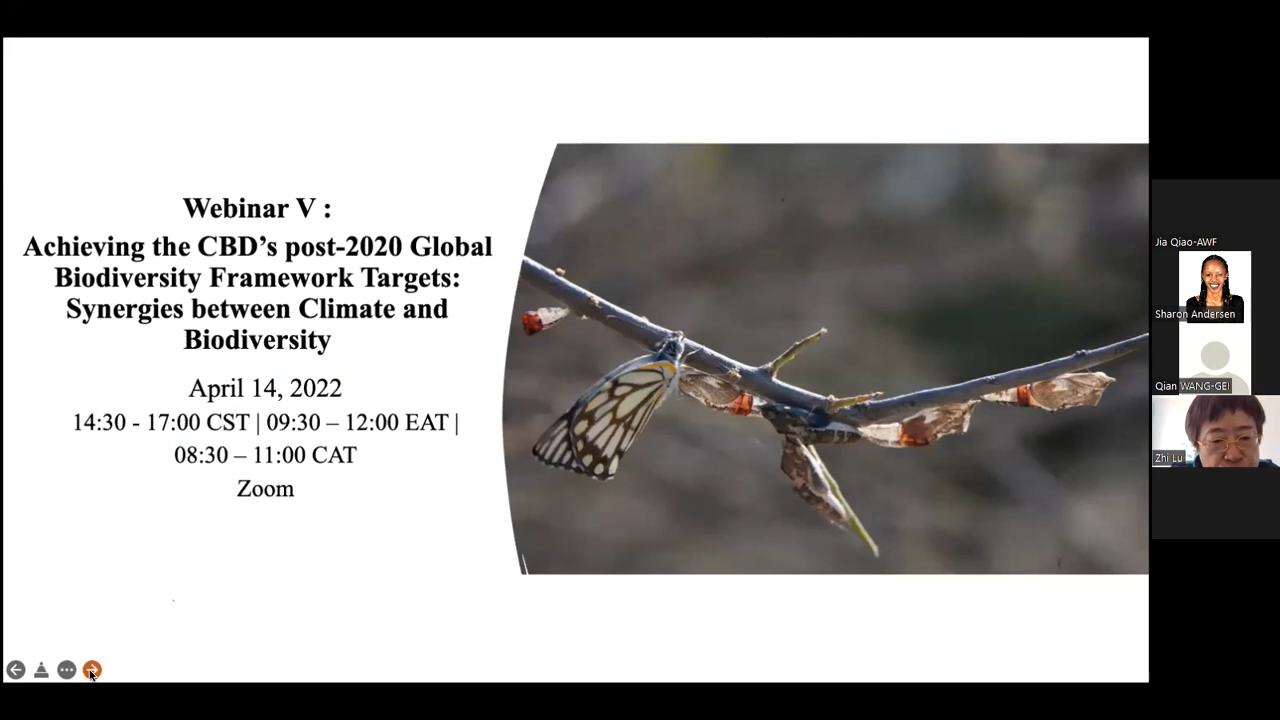 Webinar V :
Achieving the CBD’s post-2020 Global
Biodiversity Framework Targets:
Synergies between Climate and
Biodiversity
April 14, 2022
14:30 - 17:00 CST | 09:30 – 12:00 EAT |
08:30 – 11:00 CAT
Zoom
Jia Qiao-AWF
Sharon Andersen
Qian WANG-GEI
Zhi Lu